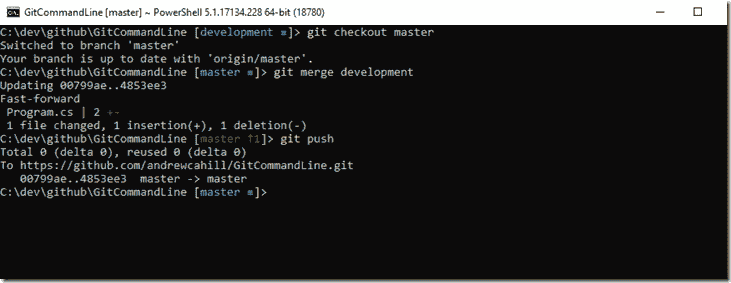 GitCommandLine [master] ~ PowerShell 5.1.17134.228 64-bit (18780)
C:\dev\github\GitCommandLine [development ≡]> git checkout master
Switched to branch 'master'
Your branch is up to date with 'origin/master'.
C:\dev\github\GitCommandLine [master ≡]> git merge development
Updating 00799ae..4853ee3
Fast-forward
 Program.cs | 2 +-
 1 file changed, 1 insertion(+), 1 deletion(-)
C:\dev\github\GitCommandLine [master ↑1]> git push
Total 0 (delta 0), reused 0 (delta 0)
To https://github.com/andrewcahill/GitCommandLine.git
   00799ae..4853ee3  master -> master
C:\dev\github\GitCommandLine [master ≡]>